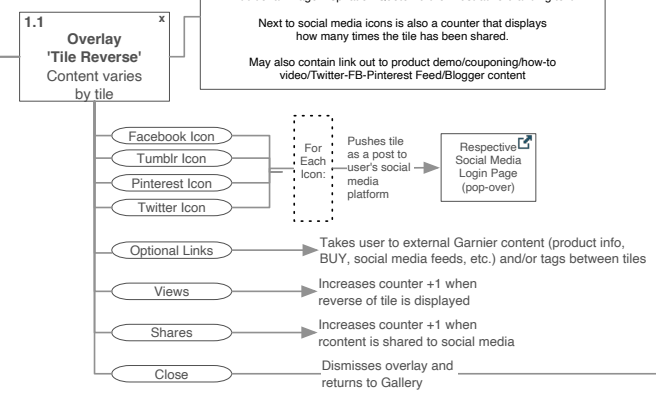 1.1
x
Overlay
'Tile Reverse'
Content varies
by tile
Next to social media icons is also a counter that displays
how many times the tile has been shared.
May also contain link out to product demo/couponing/how-to
video/Twitter-FB-Pinterest Feed/Blogger content
Facebook Icon
Tumblr Icon
Pinterest Icon
Twitter Icon
For
Each
Icon:
Pushes tile
as a post to
user's social
media
platform
Respective
Social Media
Login Page
(pop-over)
Optional Links
Takes user to external Garnier content (product info,
BUY, social media feeds, etc.) and/or tags between tiles
Views
Increases counter +1 when
reverse of tile is displayed
Shares
Increases counter +1 when
rcontent is shared to social media
Close
Dismisses overlay and
returns to Gallery